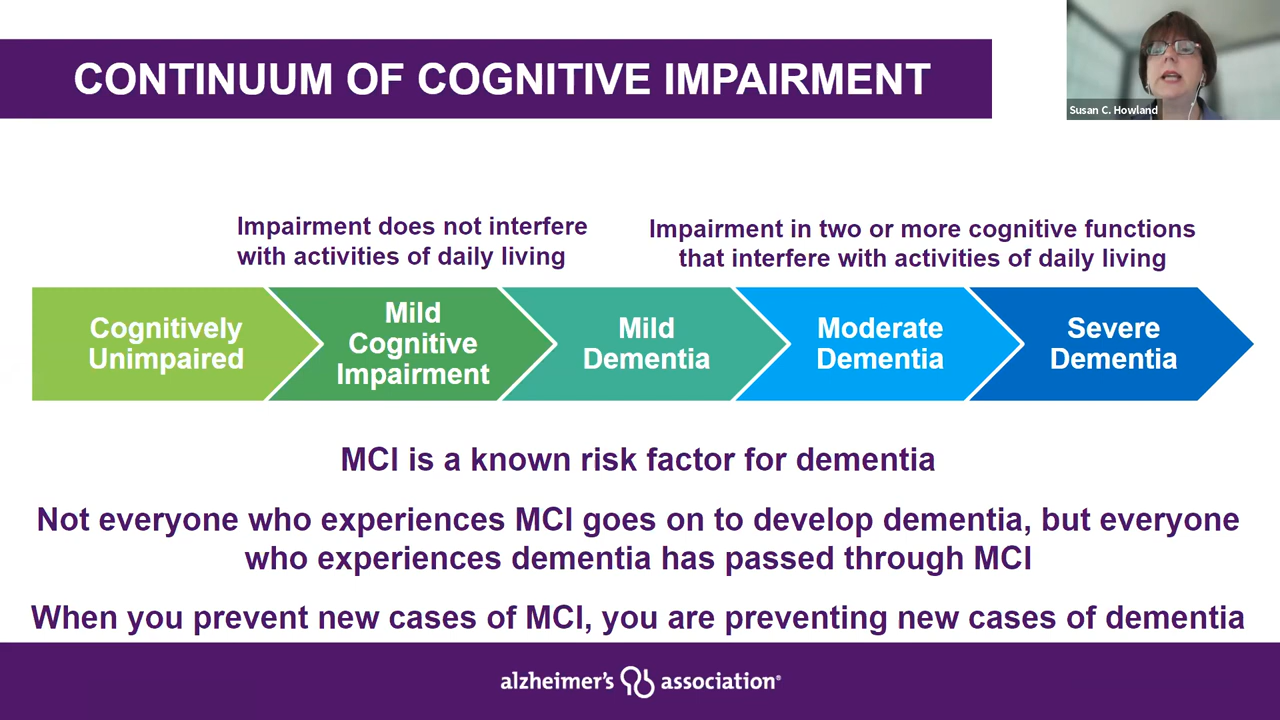 CONTINUUM OF COGNITIVE IMPAIRMENT
Susan C. Howland
Impairment does not interfere
with activities of daily living
Impairment in two or more cognitive functions
that interfere with activities of daily living
Cognitively
Unimpaired
Mild
Cognitive
Impairment
Mild
Dementia
Moderate
Dementia
Severe
Dementia
MCI is a known risk factor for dementia
Not everyone who experiences MCI goes on to develop dementia, but everyone
who experiences dementia has passed through MCI
When you prevent new cases of MCI, you are preventing new cases of dementia
alzheimer's association®